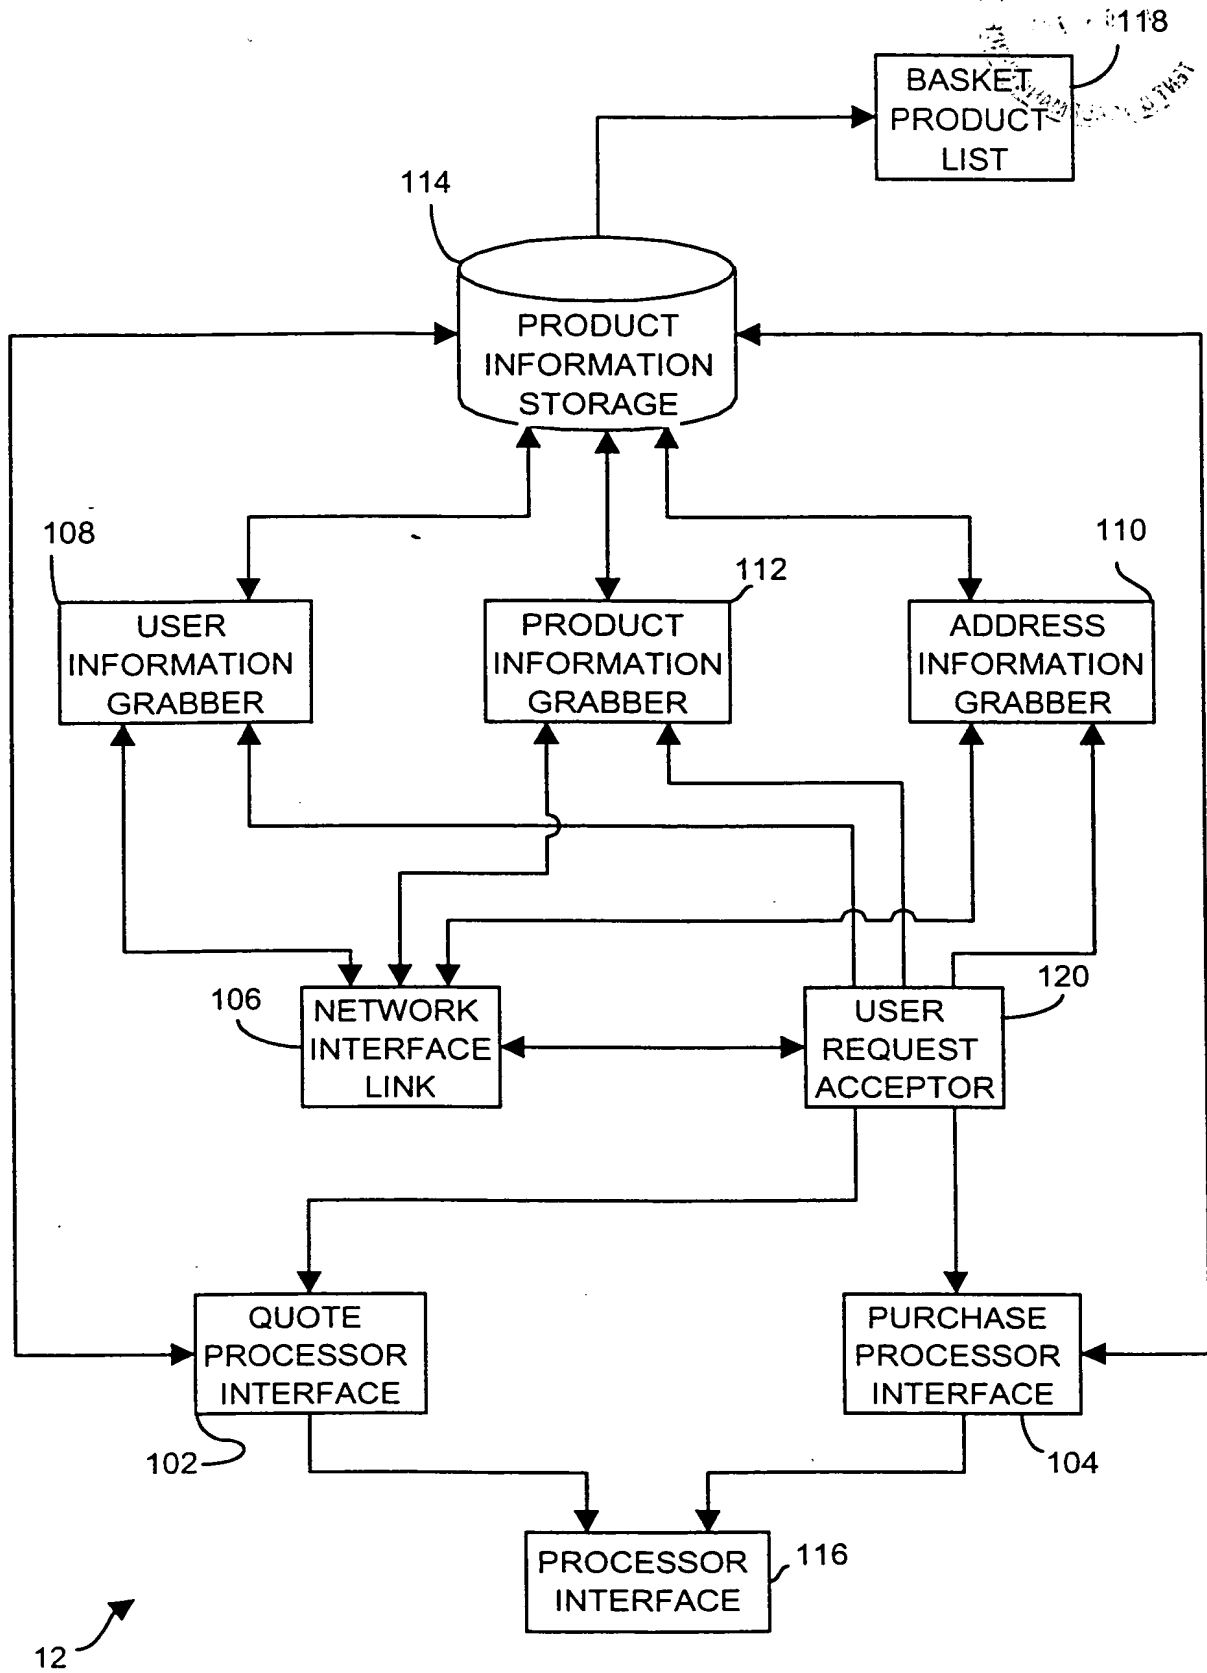 118
BASKET
PRODUCT
LIST
114
PRODUCT
INFORMATION
STORAGE
108
USER
INFORMATION
GRABBER
112
PRODUCT
INFORMATION
GRABBER
110
ADDRESS
INFORMATION
GRABBER
106
NETWORK
INTERFACE
LINK
120
USER
REQUEST
ACCEPTOR
QUOTE
PROCESSOR
INTERFACE
102
PURCHASE
PROCESSOR
INTERFACE
104
PROCESSOR
INTERFACE
116
12